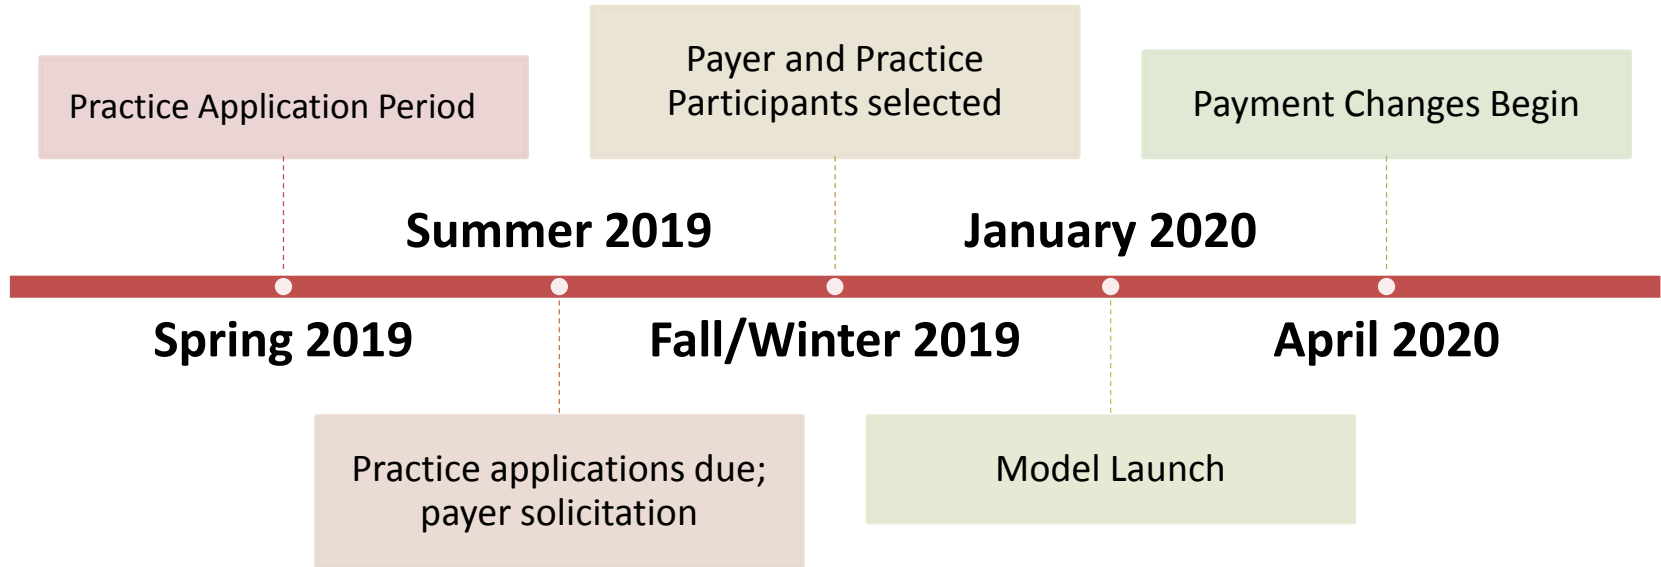 Practice Application Period
Payer and Practice
Participants selected
Payment Changes Begin
Summer 2019
January 2020
Spring 2019
Fall/Winter 2019
April 2020
Practice applications due;
payer solicitation
Model Launch